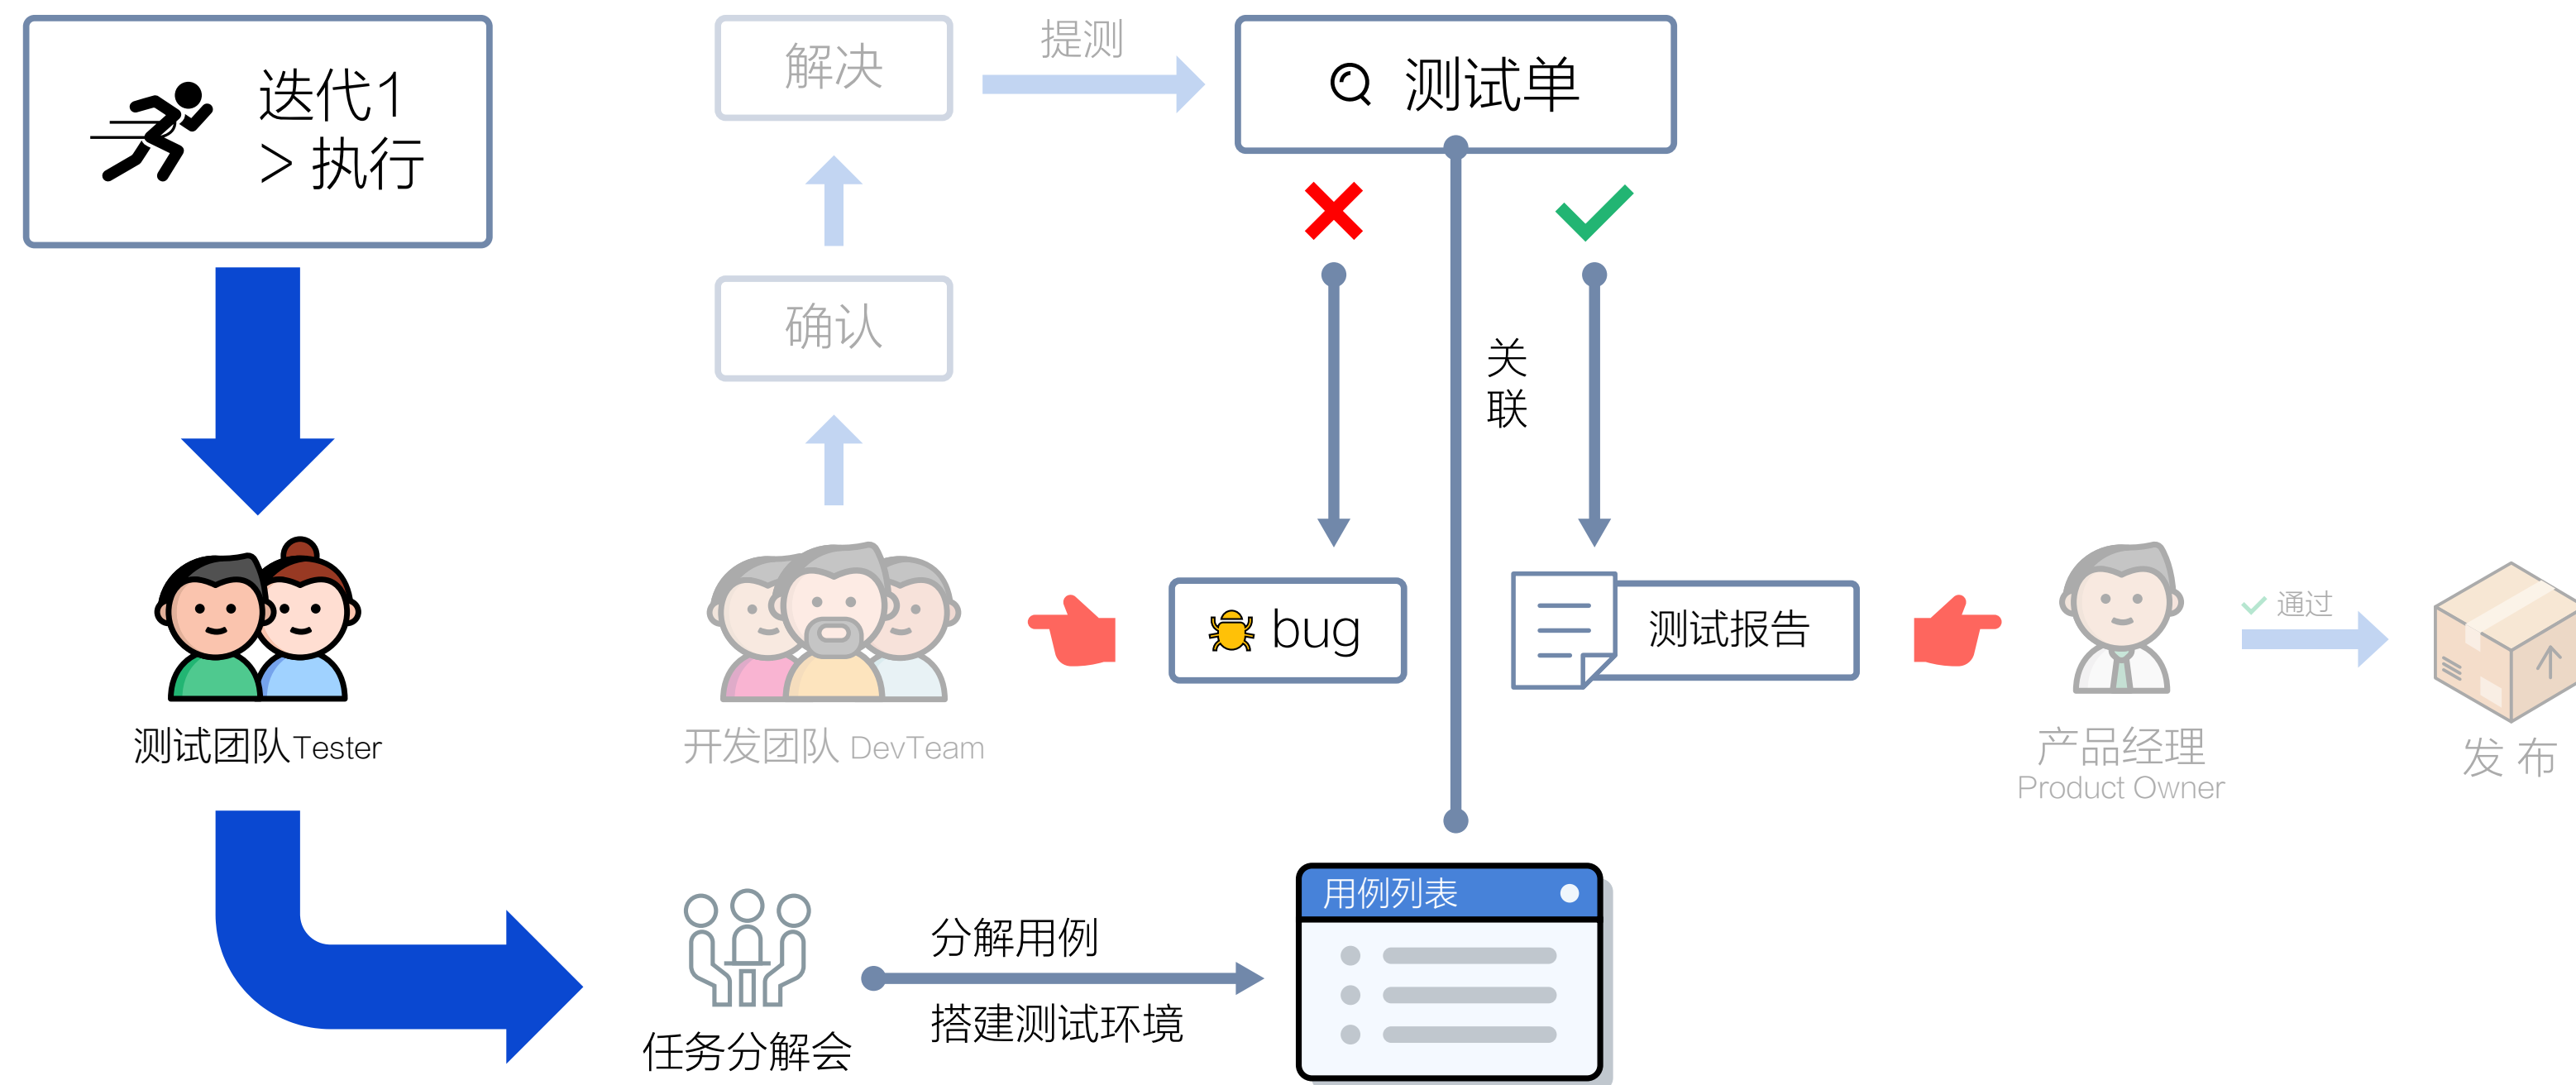 迭代1
> 执行
解决
提测
测试单
确认
关
联
bug
测试报告
通过
测试团队Tester
开发团队 DevTeam
产品经理
Product Owner
发布
用例列表
分解用例
搭建测试环境
任务分解会